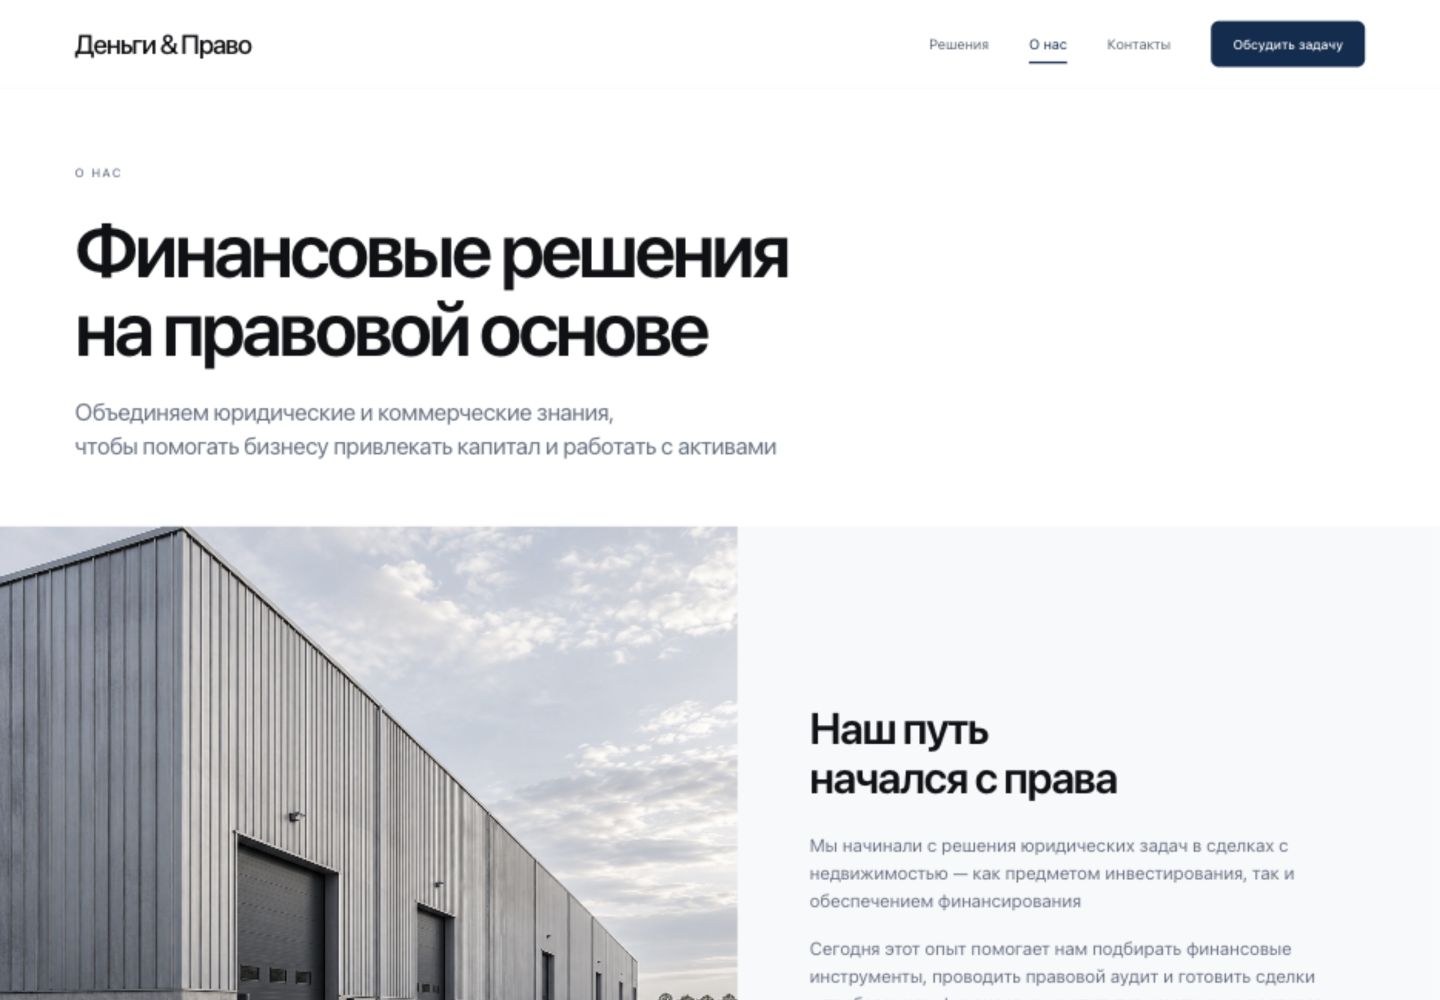 Деньги & Право
Решения
О нас
Контакты
Обсудить задачу
О НАС
Финансовые решения
на правовой основе
Объединяем юридические и коммерческие знания,
чтобы помогать бизнесу привлекать капитал и работать с активами
Наш путь
начался с права
Мы начинали с решения юридических задач в сделках с
недвижимостью — как предметом инвестирования, так и
обеспечением финансирования
Сегодня этот опыт помогает нам подбирать финансовые
инструменты, проводить правовой аудит и готовить сделки